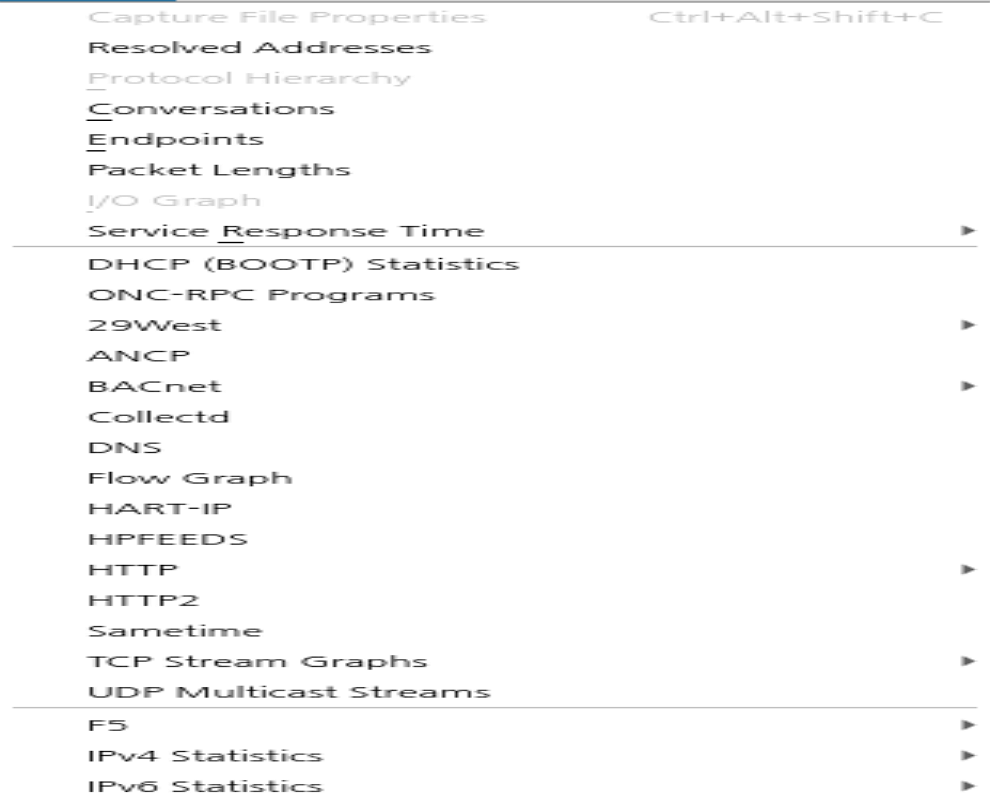 Capture File Properties Ctrl+Alt+Shift+C
Resolved Addresses
Protocol Hierarchy
Conversations
Endpoints
Packet Lengths
I/O Graph
Service Response Time
DHCP (BOOTP) Statistics
ONC-RPC Programs
29West
ANCP
BACnet
Collectd
DNS
Flow Graph
HART-IP
HPFEEDS
HTTP
HTTP2
Sametime
TCP Stream Graphs
UDP Multicast Streams
F5
IPv4 Statistics
IPv6 Statistics